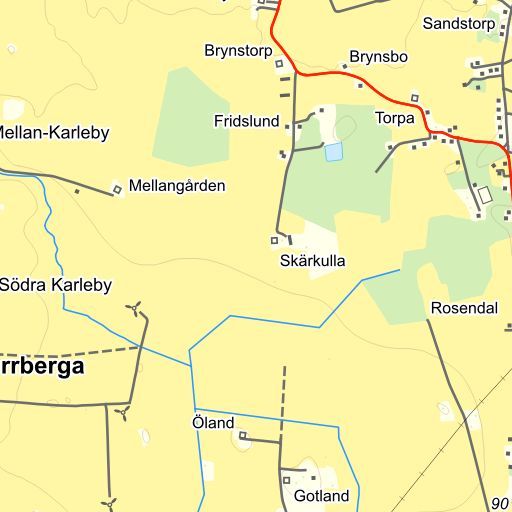 Sandstorp
Brynstorp
Brynsbo
Fridslund
Torpa
Mellan-Karleby
Mellangården
Skärkulla
Södra Karleby
Rosendal
rrberga
Öland
Gotland
90